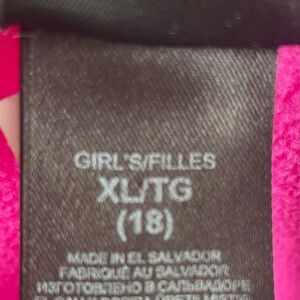 GIRL'S/FILLES
XL/TG
(18)
MADE IN EL SALVADOR
FABRIQUÉ AU SALVADOR
ИЗГОТОВЛЕНО В САЛЬВАДОРЕ